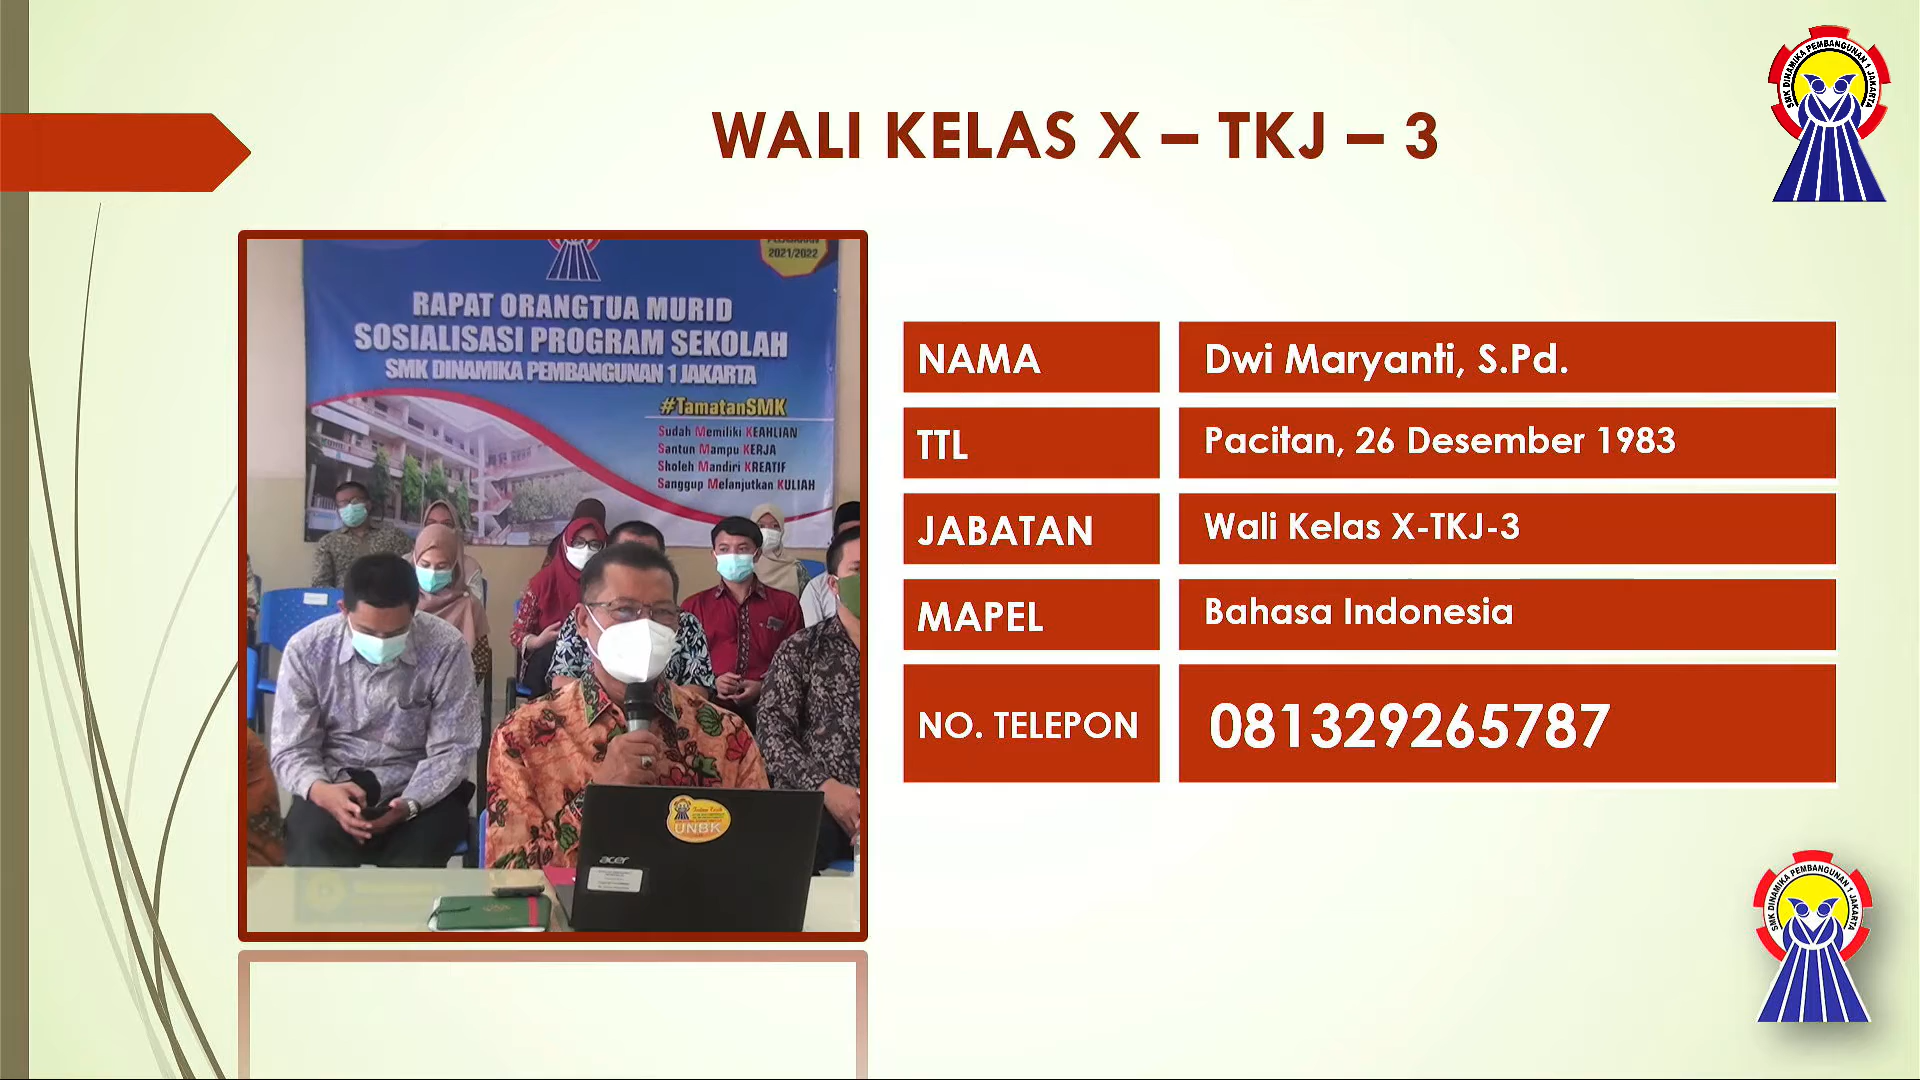 WALI KELAS X – TKJ – 3
SMK DINAMIKA PEMBANGUNAN 1 JAKARTA
2021/2022
RAPAT ORANGTUA MURID
SOSIALISASI PROGRAM SEKOLAH
SMK DINAMIKA PEMBANGUNAN 1 JAKARTA
#TamatanSMK
Sudah Memiliki KEAHLIAN
Santun Mampu KERJA
Sholeh Mandiri KREATIF
Sanggup Melanjutkan KULIAH
UNBK
acer
NAMA
Dwi Maryanti, S.Pd.
TTL
Pacitan, 26 Desember 1983
JABATAN
Wali Kelas X-TKJ-3
MAPEL
Bahasa Indonesia
NO. TELEPON
081329265787
SMK DINAMIKA PEMBANGUNAN 1 JAKARTA